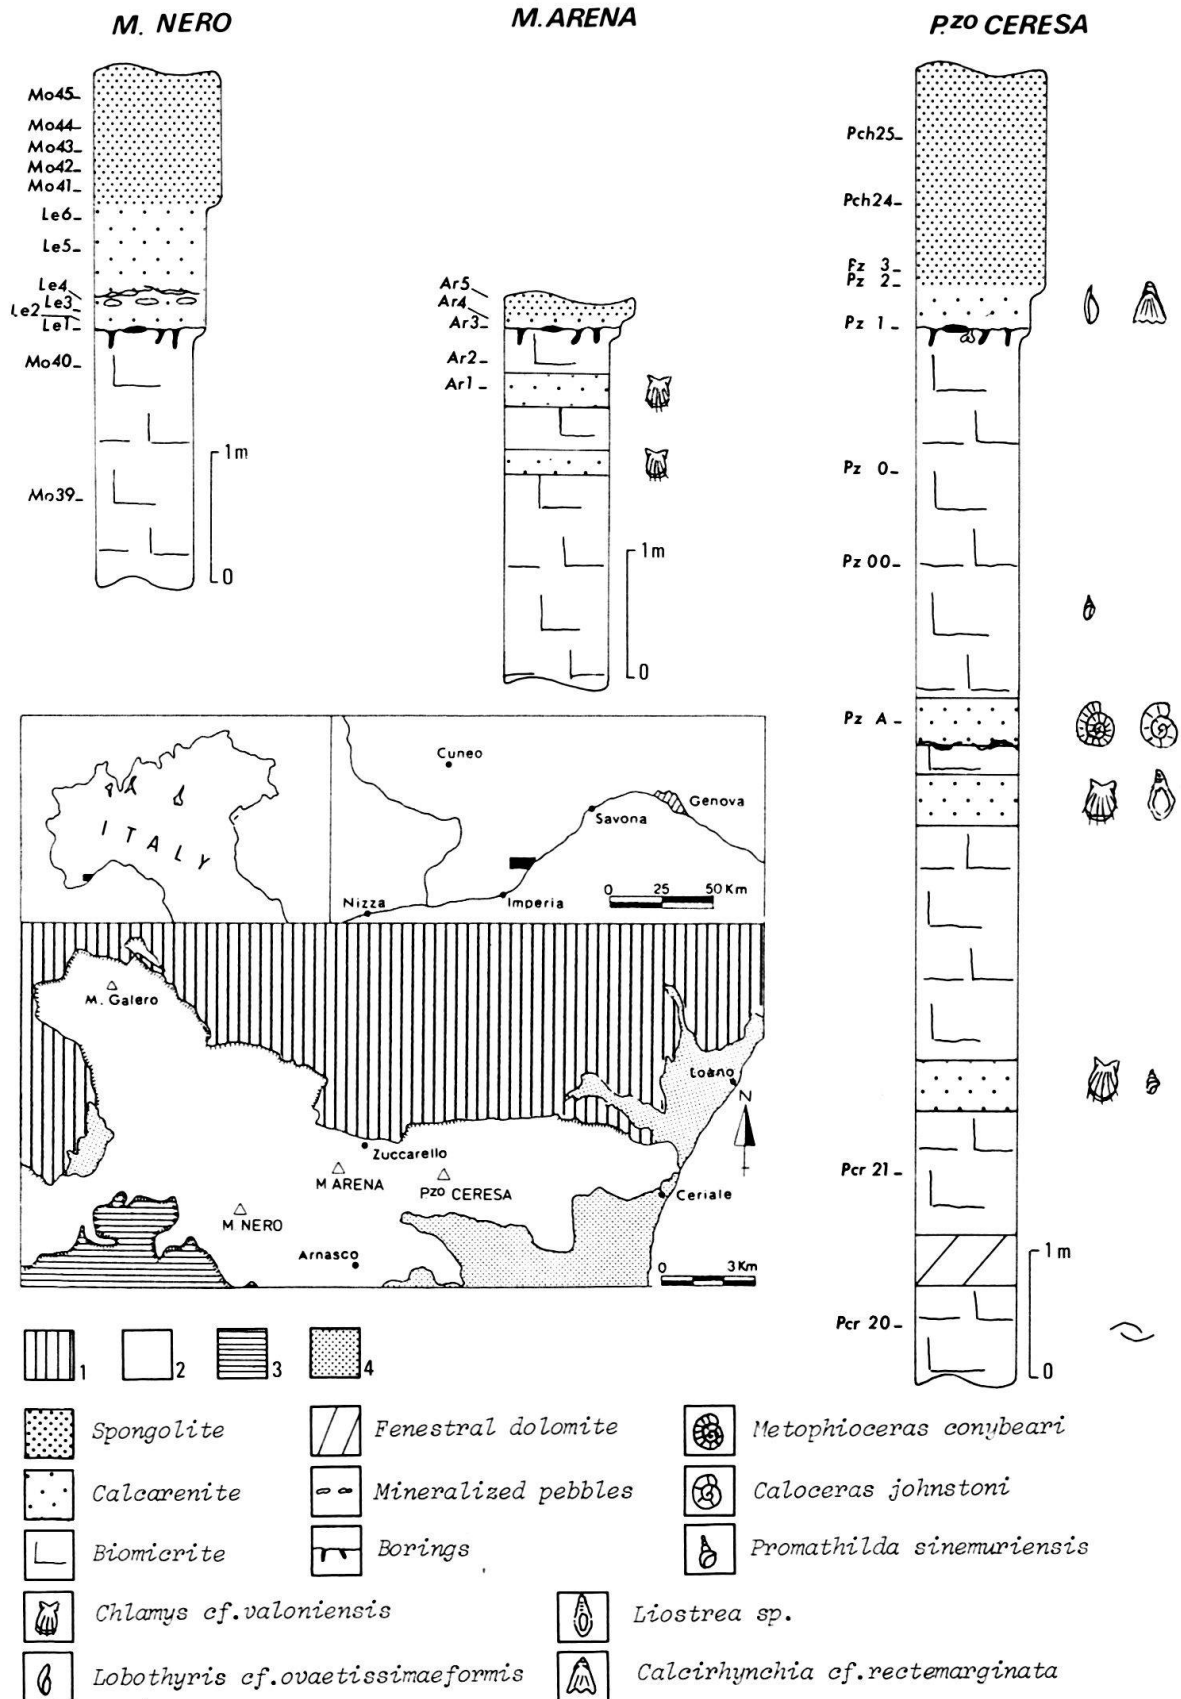 M. NERO
M. ARENA
P.zo CERESA
Mo45
Mo44
Mo43
Mo42
Mo41
Le6
Le5
Le4
Le3
Le2
Le1
Mo40
Mo39
1m
0
Ar5
Ar4
Ar3
Ar2
Ar1
1m
0
Pch25
Pch24
Pz 3
Pz 2
Pz 1
Pz 0
Pz 00
Pz A
Pcr 21
Pcr 20
1m
0
ITALY
Cuneo
Genova
Savona
Nizza
Imperia
0 25 50 Km
M. Galero
Loano
N
Zuccarello
M ARENA
Pzo CERESA
Ceriale
M NERO
Arnasco
0 3 Km
1 2 3 4
Spongolite
Fenestral dolomite
Metophioceras conybeari
Calcarenite
Mineralized pebbles
Caloceras johnstoni
Biomicrite
Borings
Promathilda sinemuriensis
Chlamys cf.valoniensis
Liostrea sp.
Lobothyris cf.ovaetissimaeformis
Calcirhynchia cf.rectemarginata